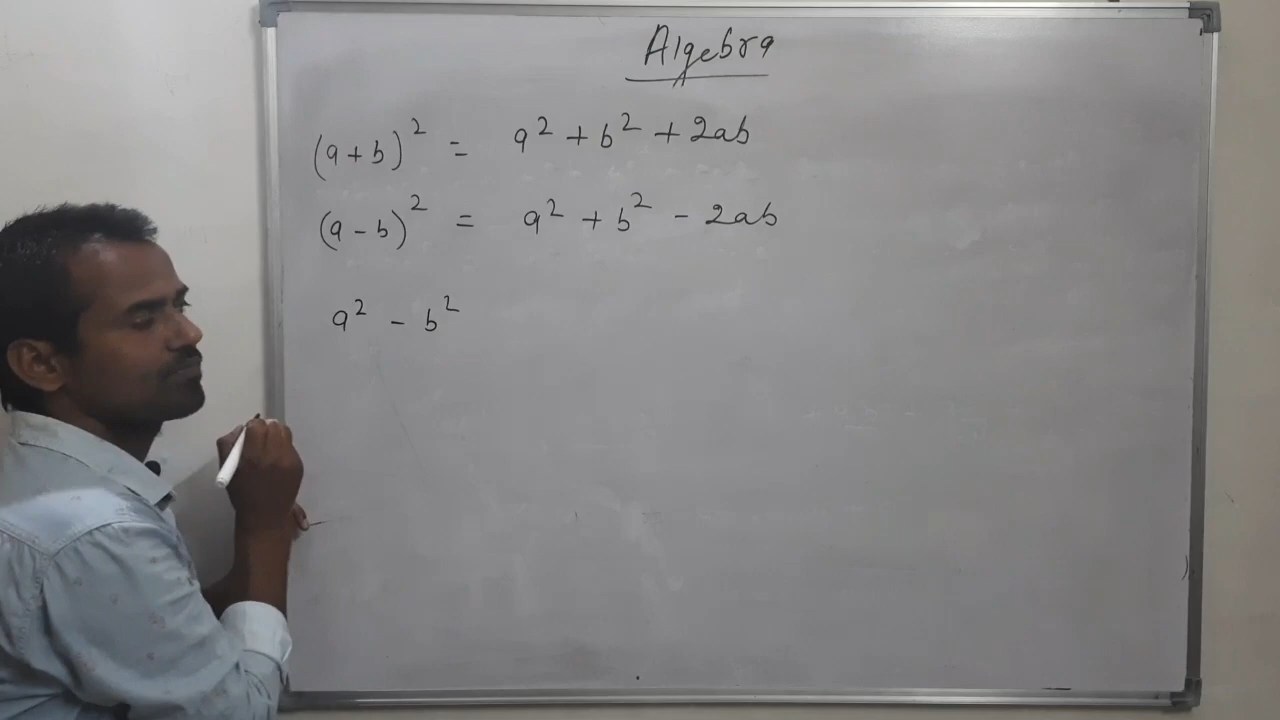 Algebra
(a+b)² = a² + b² + 2ab
(a-b)² = a² + b² - 2ab
a² - b²